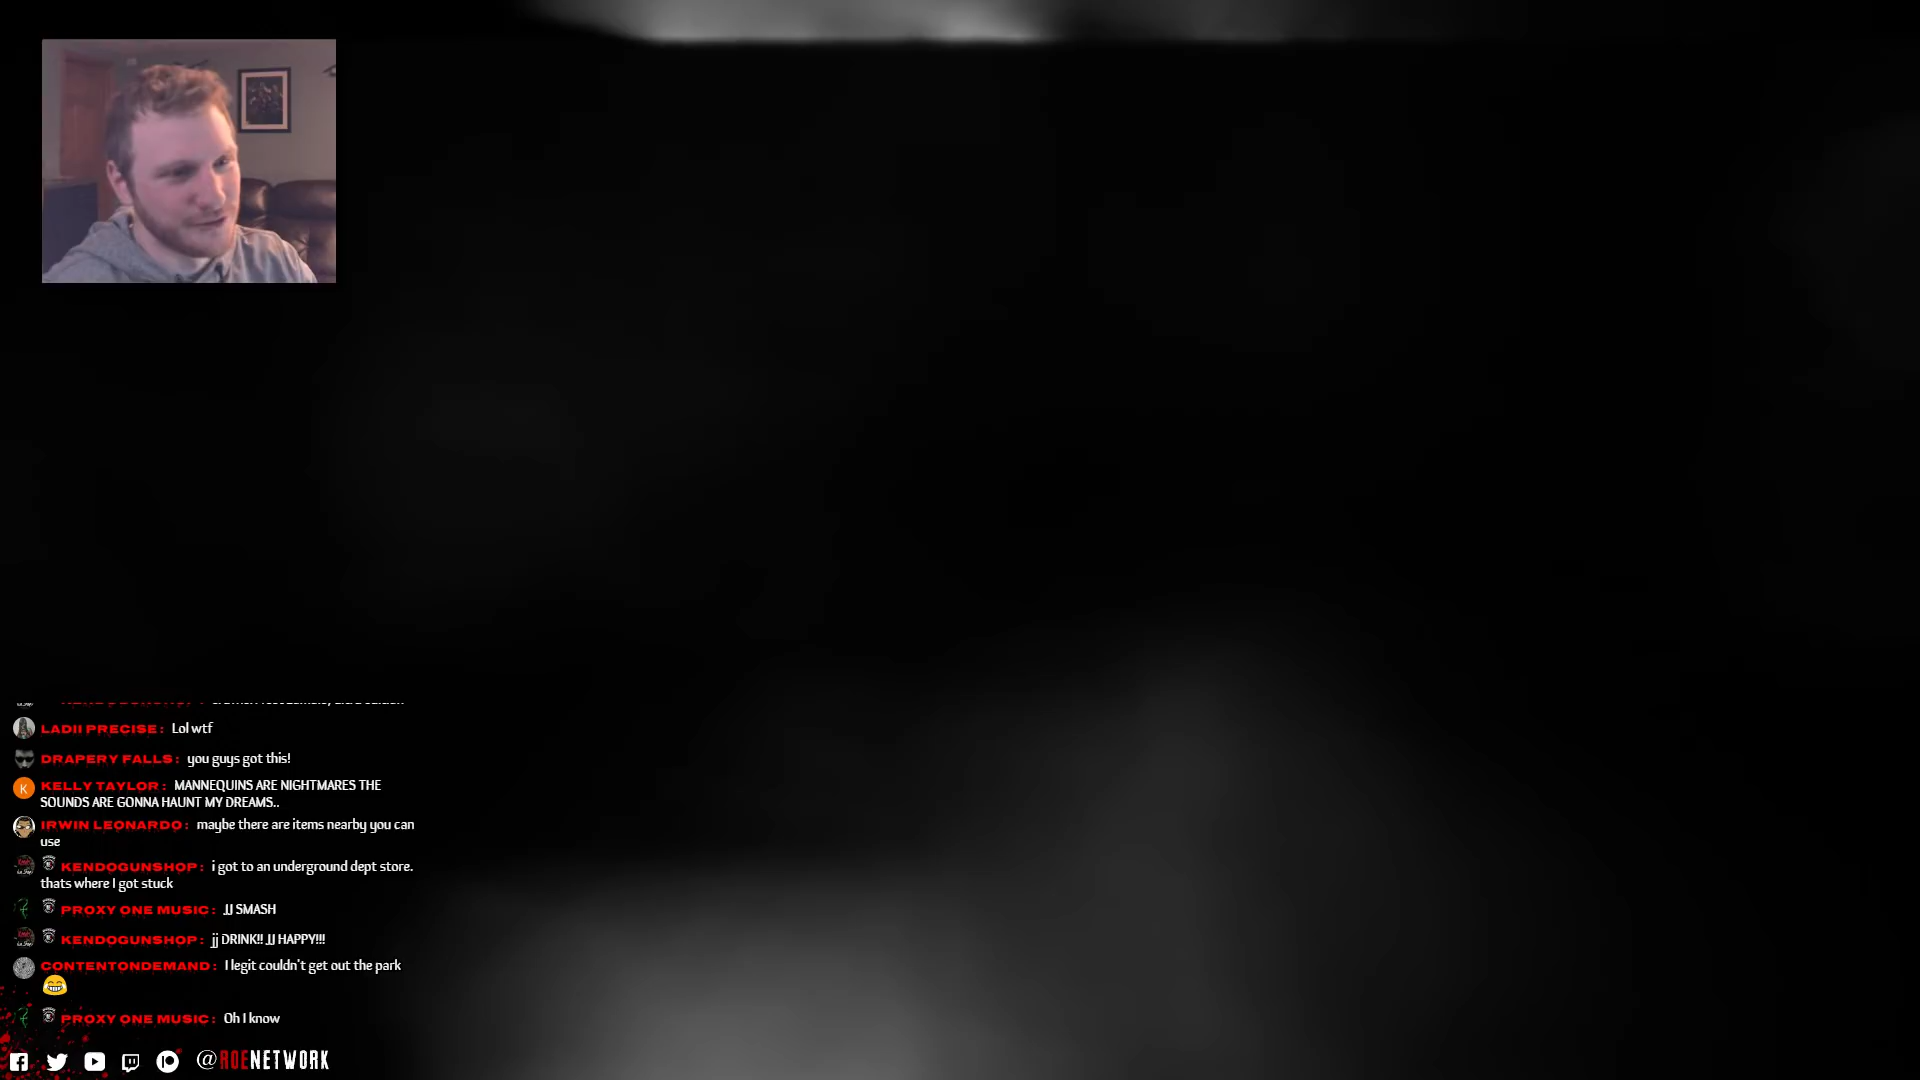 LADII PRECISE: Lol wtf
DRAPERY FALLS: you guys got this!
KELLY TAYLOR: MANNEQUINS ARE NIGHTMARES THE
SOUNDS ARE GONNA HAUNT MY DREAMS..
K
IRWIN LEONARDO: maybe there are items nearby you can
use
KENDOGUNSHOP: i got to an underground dept store.
thats where I got stuck
PROXY ONE MUSIC: JJ SMASH
KENDOGUNSHOP: jj DRINK!! JJ HAPPY!!!
CONTENTONDEMAND: I legit couldn't get out the park
PROXY ONE MUSIC: Oh I know
@ROENETWORK